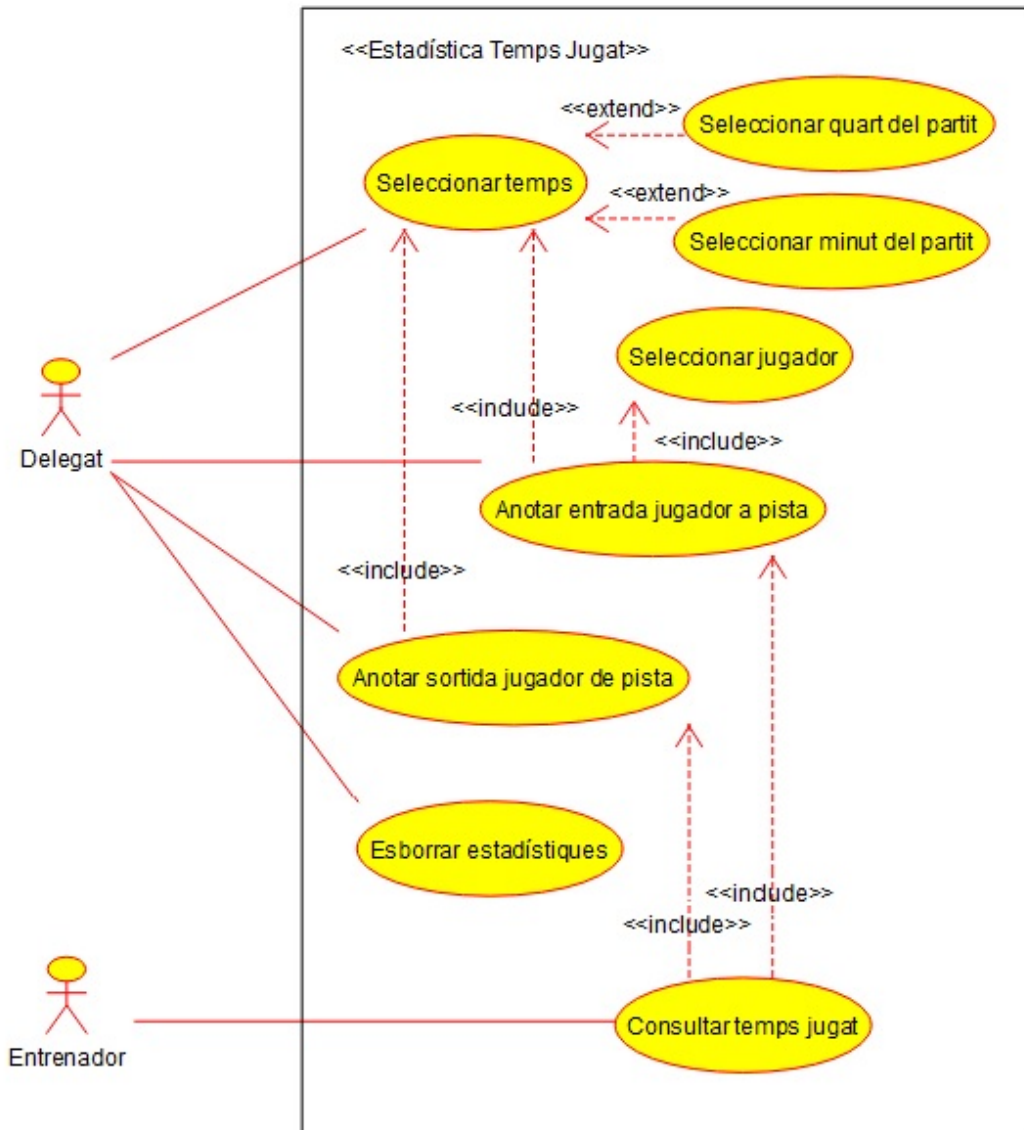 <<Estadística Temps Jugat>>
<<extend>>
Seleccionar quart del partit
Seleccionar temps
<<extend>>
Seleccionar minut del partit
Seleccionar jugador
<<include>>
<<include>>
Delegat
Anotar entrada jugador a pista
<<include>>
Anotar sortida jugador de pista
Esborrar estadístiques
<<include>>
<<include>>
Consultar temps jugat
Entrenador